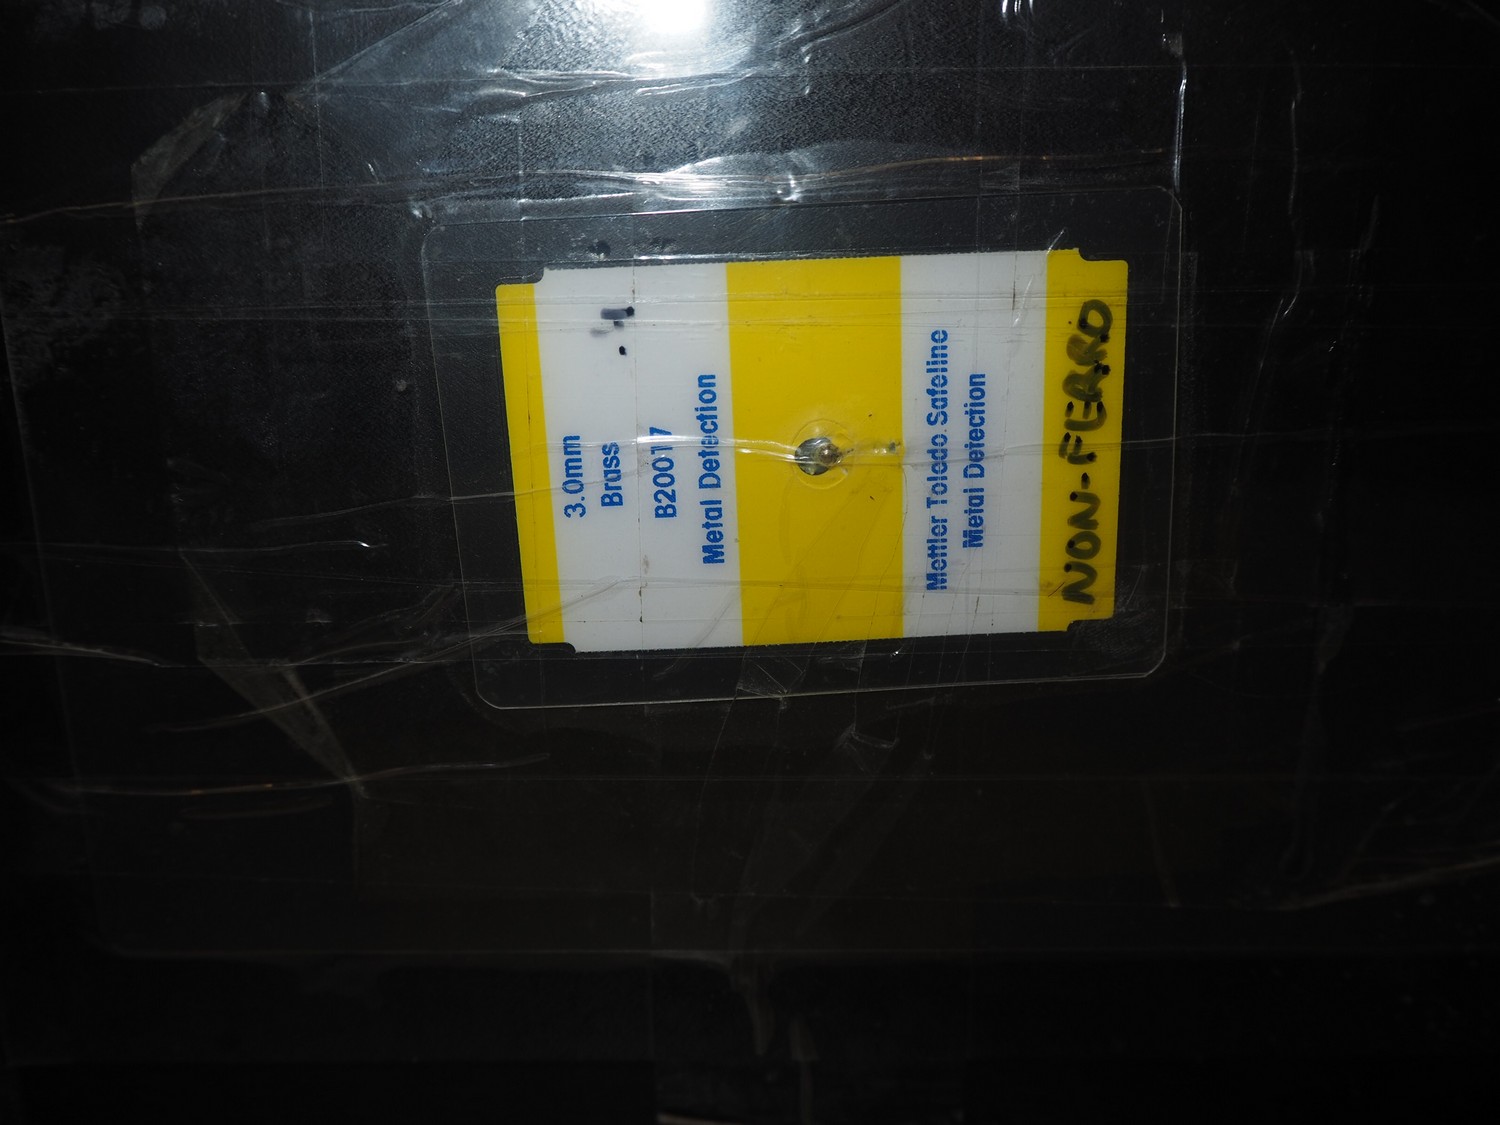 3.0mm
Brass
B20017
Metal Detection
Mettler Toledo Safeline
Metal Detection
NON-FERRO